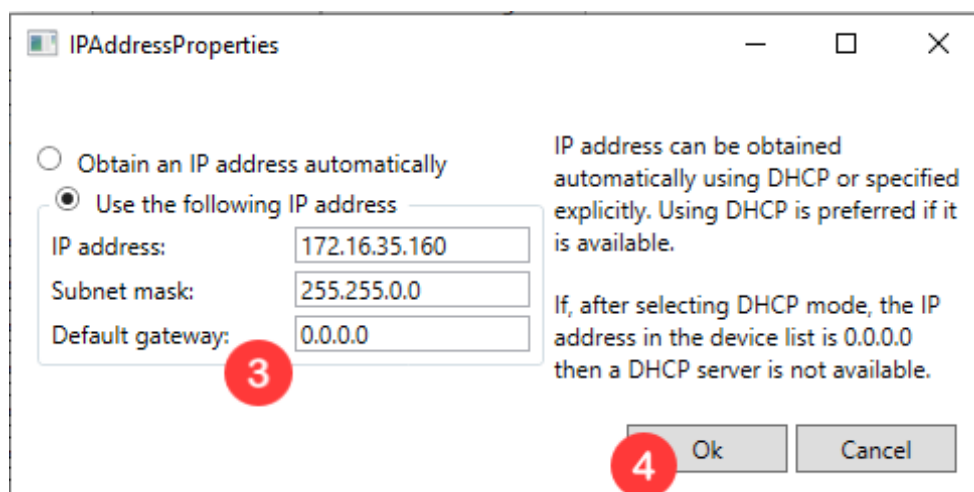 IPAddressProperties
Obtain an IP address automatically
Use the following IP address
IP address: 172.16.35.160
Subnet mask: 255.255.0.0
Default gateway: 0.0.0.0
3
IP address can be obtained
automatically using DHCP or specified
explicitly. Using DHCP is preferred if it
is available.
If, after selecting DHCP mode, the IP
address in the device list is 0.0.0.0
then a DHCP server is not available.
4
Ok
Cancel